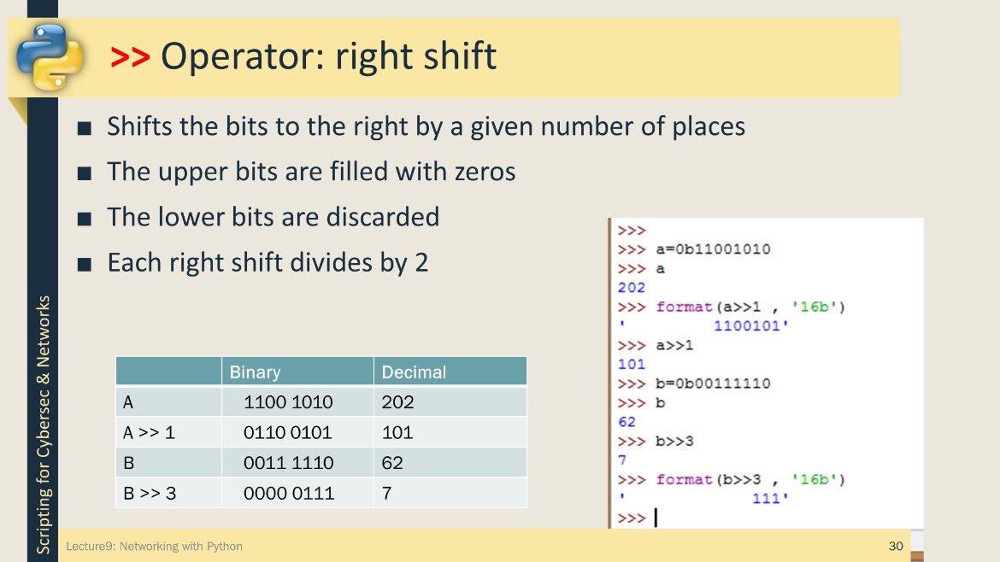 >> Operator: right shift
■ Shifts the bits to the right by a given number of places
■ The upper bits are filled with zeros
■ The lower bits are discarded
■ Each right shift divides by 2
Binary Decimal
A 1100 1010 202
A >> 1 0110 0101 101
B 0011 1110 62
B >> 3 0000 0111 7
>>>
>>> a=0b11001010
>>> a
202
>>> format(a>>1 , '16b')
'         1100101'
>>> a>>1
101
>>> b=0b00111110
>>> b
62
>>> b>>3
7
>>> format(b>>3 , '16b')
'             111'
>>>
Scripting for Cybersec & Networks
Lecture9: Networking with Python
30